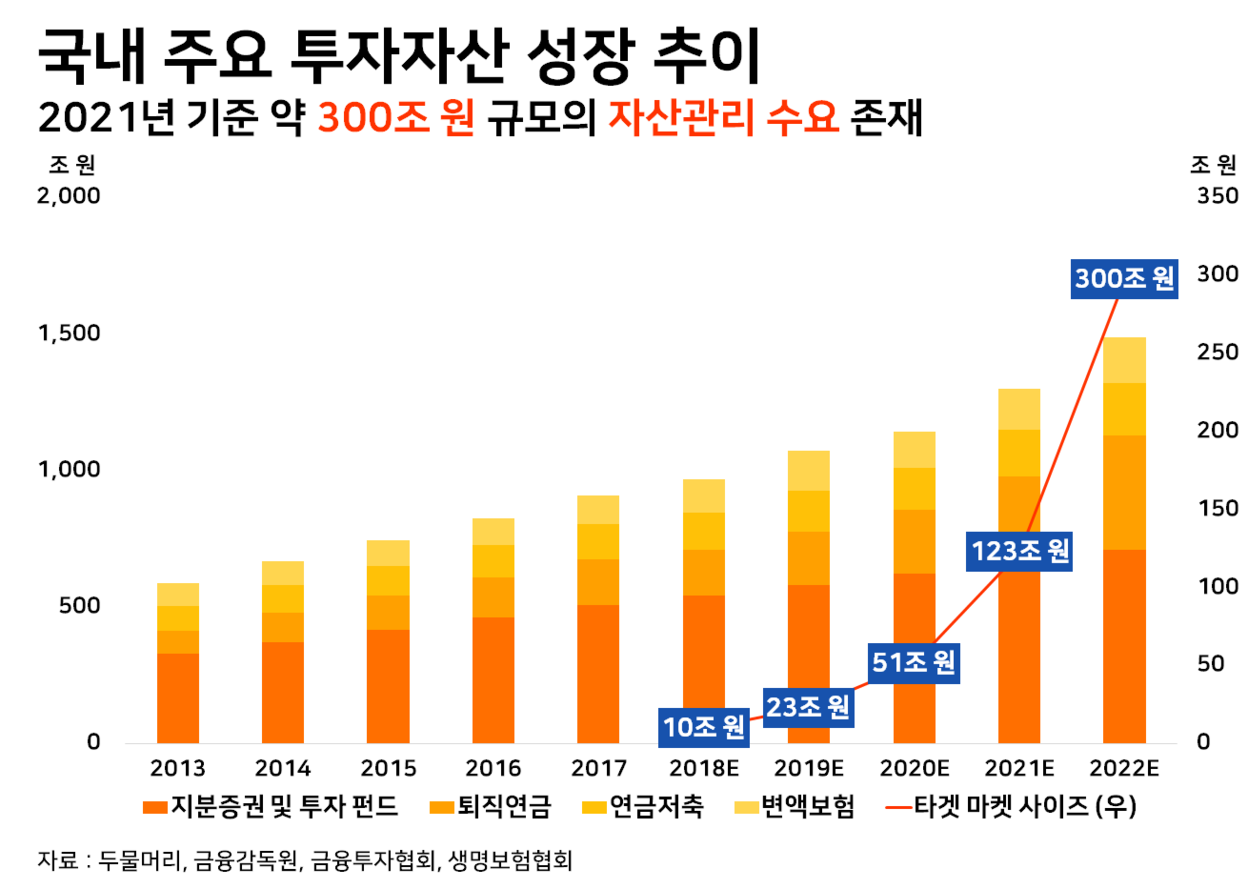 국내 주요 투자자산 성장 추이
2021년 기준 약 300조 원 규모의 자산관리 수요 존재
조 원 조 원
2,000 350
300조 원 300
1,500
250
200
1,000
150
123조 원
500 100
51조 원 50
23조 원
10조 원
0 0
2013 2014 2015 2016 2017 2018E 2019E 2020E 2021E 2022E
지분증권 및 투자 펀드 퇴직연금 연금저축 변액보험 타겟 마켓 사이즈 (우)
자료 : 두물머리, 금융감독원, 금융투자협회, 생명보험협회